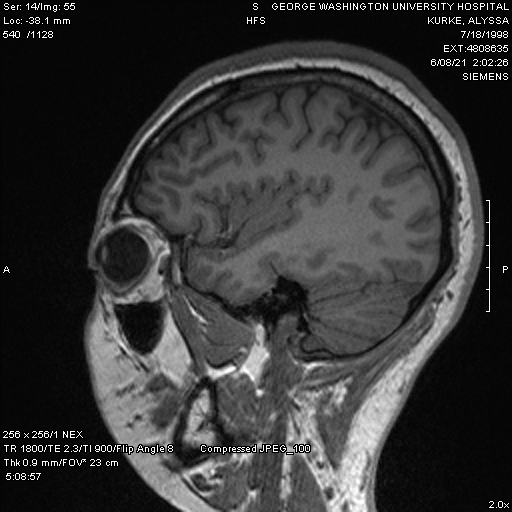 Ser: 14/Img: 55
Loc: -38.1 mm
540 /1128
S
HFS
GEORGE WASHINGTON UNIVERSITY HOSPITAL
KURKE, ALYSSA
7/18/1998
EXT:4808635
6/08/21 2:02:26
SIEMENS
A
P
256 x 256/1 NEX
TR 1800/TE 2.3/TI 900/Flip Angle 8
Compressed JPEG_100
Thk 0.9 mm/FOV* 23 cm
5:08:57
2.0x